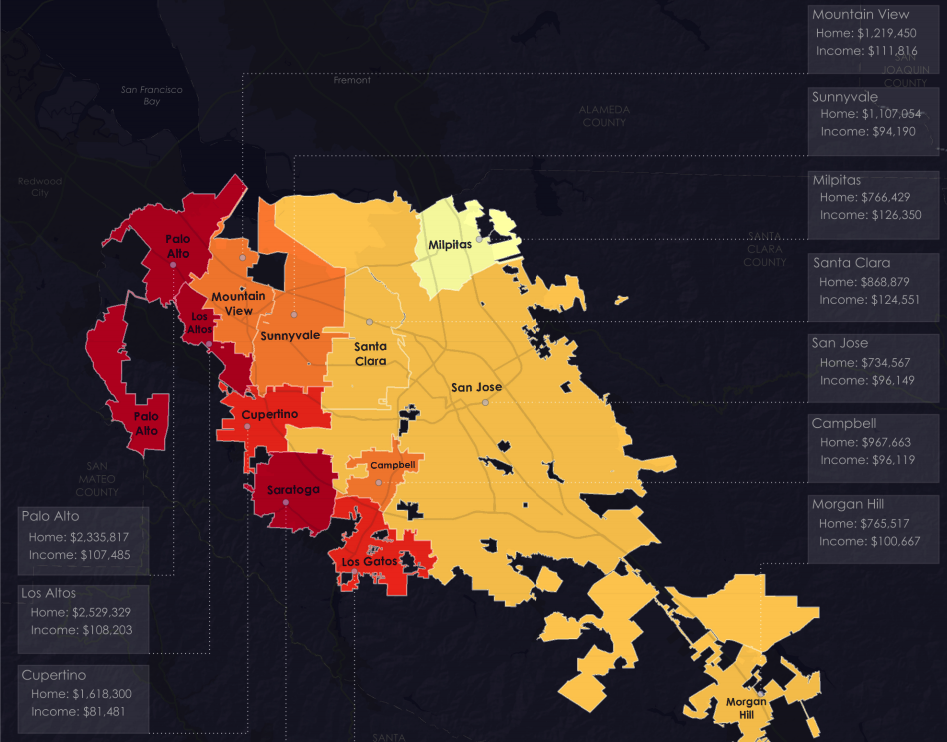 Mountain View
Home: $1,219,450
Income: $111,816
SAN
JOAQUIN
COUNTY
Fremont
San Francisco
Bay
ALAMEDA
COUNTY
Sunnyvale
Home: $1,107,054
Income: $94,190
Redwood
City
Milpitas
Home: $766,429
Income: $126,350
Palo
Alto
Milpitas
SANTA
CLARA
COUNTY
Santa Clara
Home: $868,879
Income: $124,551
Mountain
View
Los
Altos
Sunnyvale
Santa
Clara
San Jose
Home: $734,567
Income: $96,149
San Jose
Cupertino
Palo
Alto
Campbell
Home: $967,663
Income: $96,119
Campbell
SAN
MATEO
COUNTY
Saratoga
Morgan Hill
Home: $765,517
Income: $100,667
Palo Alto
Home: $2,335,817
Income: $107,485
Los Gatos
Los Altos
Home: $2,529,329
Income: $108,203
Cupertino
Home: $1,618,300
Income: $81,481
Morgan
Hill
SANTA